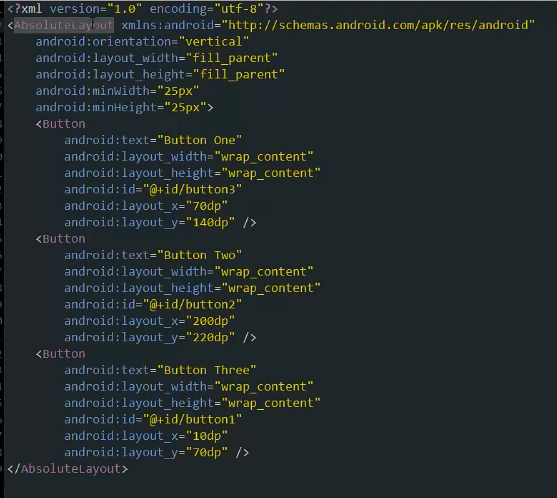 <?xml version="1.0" encoding="utf-8"?>
<AbsoluteLayout xmlns:android="http://schemas.android.com/apk/res/android"
    android:orientation="vertical"
    android:layout_width="fill_parent"
    android:layout_height="fill_parent"
    android:minWidth="25px"
    android:minHeight="25px">
    <Button
        android:text="Button One"
        android:layout_width="wrap_content"
        android:layout_height="wrap_content"
        android:id="@+id/button3"
        android:layout_x="70dp"
        android:layout_y="140dp" />
    <Button
        android:text="Button Two"
        android:layout_width="wrap_content"
        android:layout_height="wrap_content"
        android:id="@+id/button2"
        android:layout_x="200dp"
        android:layout_y="220dp" />
    <Button
        android:text="Button Three"
        android:layout_width="wrap_content"
        android:layout_height="wrap_content"
        android:id="@+id/button1"
        android:layout_x="10dp"
        android:layout_y="70dp" />
</AbsoluteLayout>